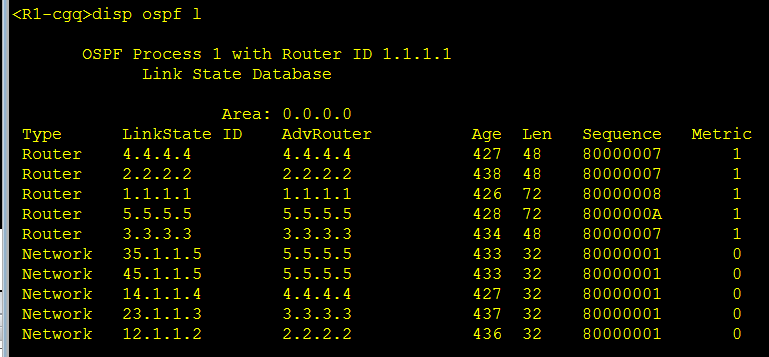 <R1-cgq>disp ospf l
OSPF Process 1 with Router ID 1.1.1.1
Link State Database
Area: 0.0.0.0
Type LinkState ID AdvRouter Age Len Sequence Metric
Router 4.4.4.4 4.4.4.4 427 48 80000007 1
Router 2.2.2.2 2.2.2.2 438 48 80000007 1
Router 1.1.1.1 1.1.1.1 426 72 80000008 1
Router 5.5.5.5 5.5.5.5 428 72 8000000A 1
Router 3.3.3.3 3.3.3.3 434 48 80000007 1
Network 35.1.1.5 5.5.5.5 433 32 80000001 0
Network 45.1.1.5 5.5.5.5 433 32 80000001 0
Network 14.1.1.4 4.4.4.4 427 32 80000001 0
Network 23.1.1.3 3.3.3.3 437 32 80000001 0
Network 12.1.1.2 2.2.2.2 436 32 80000001 0